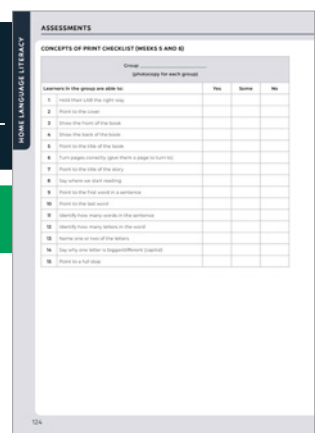 HOME LANGUAGE LITERACY
ASSESSMENTS
CONCEPTS OF PRINT CHECKLIST (WEEKS 5 AND 6)
Group:
(photocopy for each group)
Learners in the group are able to: Yes Some No
1 Hold their LAB the right way
2 Point to the cover
3 Show the front of the book
4 Show the back of the book
5 Point to the title of the book
6 Turn pages correctly (give them a page to turn to)
7 Point to the title of the story
8 Say where we start reading
9 Point to the first word in a sentence
10 Point to the last word
11 Identify how many words in the sentence
12 Identify how many letters in the word
13 Name one or two of the letters
14 Say why one letter is bigger/different (capital)
15 Point to a full stop
124